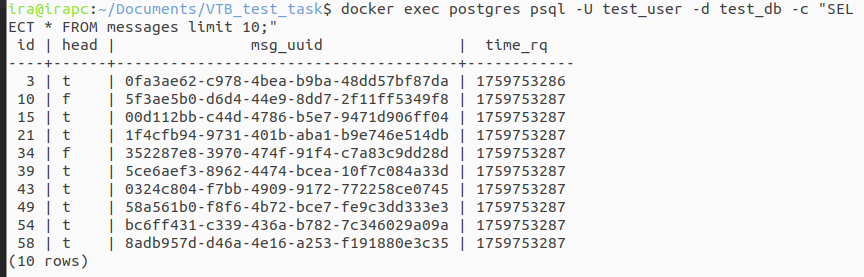 ira@irapc:~/Documents/VTB_test_task$ docker exec postgres psql -U test_user -d test_db -c "SEL
ECT * FROM messages limit 10;"
 id | head |               msg_uuid               |  time_rq
----+------+--------------------------------------+------------
  3 | t    | 0fa3ae62-c978-4bea-b9ba-48dd57bf87da | 1759753286
 10 | f    | 5f3ae5b0-d6d4-44e9-8dd7-2f11ff5349f8 | 1759753287
 15 | t    | 00d112bb-c44d-4786-b5e7-9471d906ff04 | 1759753287
 21 | t    | 1f4cfb94-9731-401b-aba1-b9e746e514db | 1759753287
 34 | f    | 352287e8-3970-474f-91f4-c7a83c9dd28d | 1759753287
 39 | t    | 5ce6aef3-8962-4474-bcea-10f7c084a33d | 1759753287
 43 | t    | 0324c804-f7bb-4909-9172-772258ce0745 | 1759753287
 49 | t    | 58a561b0-f8f6-4b72-bce7-fe9c3dd333e3 | 1759753287
 54 | t    | bc6ff431-c339-436a-b782-7c346029a09a | 1759753287
 58 | t    | 8adb957d-d46a-4e16-a253-f191880e3c35 | 1759753287
(10 rows)